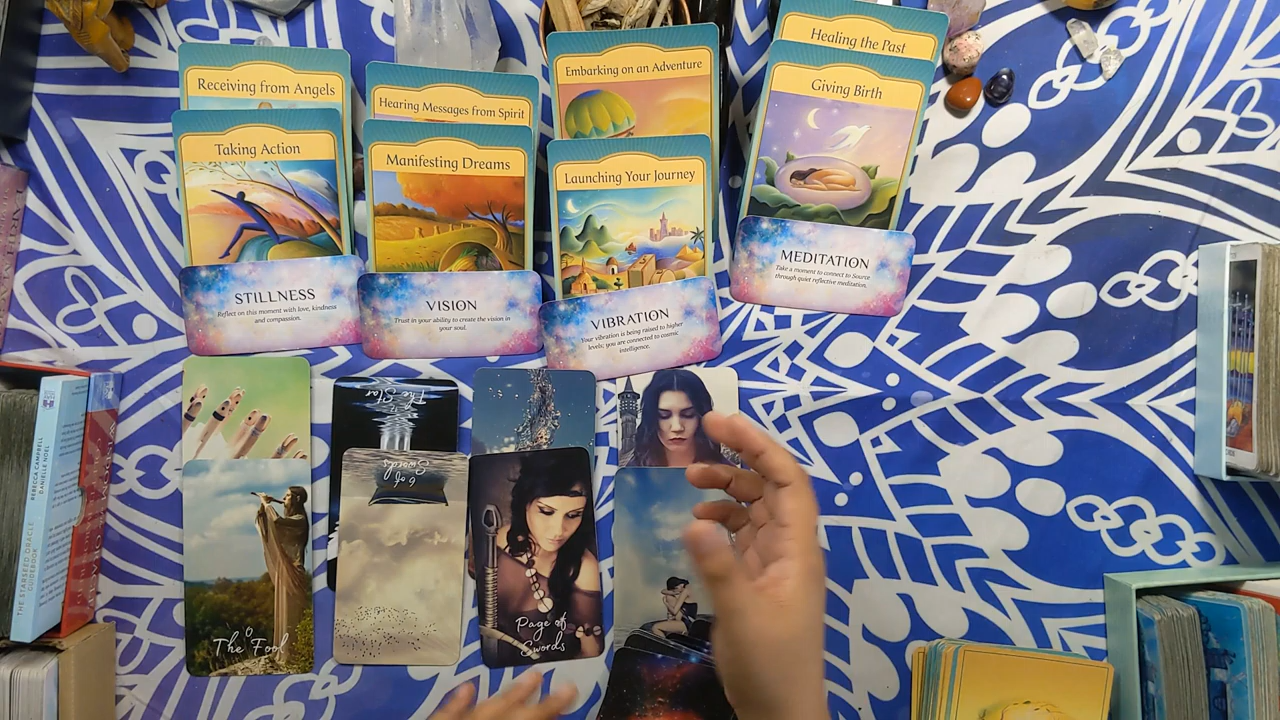 Healing the Past
Receiving from Angels
Hearing Messages from Spirit
Embarking on an Adventure
Giving Birth
Taking Action
Manifesting Dreams
Launching Your Journey
STILLNESS
Reflect on this moment with love, kindness
and compassion.
VISION
Trust in your ability to create the vision in
your soul.
VIBRATION
Your vibration is being raised to higher
levels; you are connected to cosmic
intelligence.
MEDITATION
Take a moment to connect to Source
through quiet reflective meditation.
The Star
6 of
Swords
0
The Fool
Page of
Swords
REBECCA CAMPBELL
DANIELLE NOEL
THE STARSEED ORACLE
GUIDEBOOK